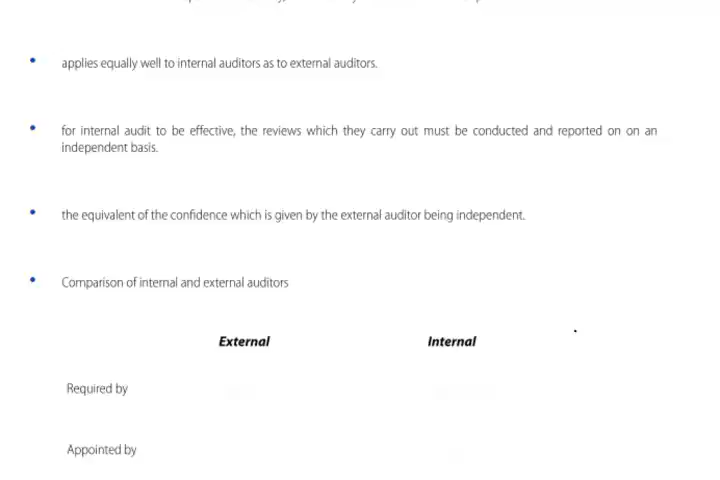 applies equally well to internal auditors as to external auditors.
for internal audit to be effective, the reviews which they carry out must be conducted and reported on on an
independent basis.
the equivalent of the confidence which is given by the external auditor being independent.
Comparison of internal and external auditors
External Internal
Required by
Appointed by